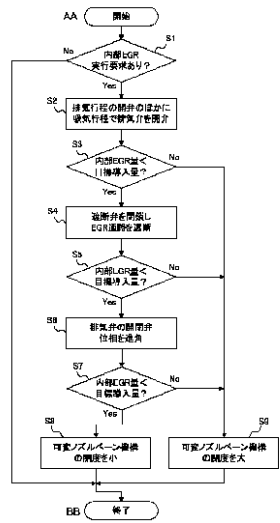 AA
開始
S1
No
内部EGR
実行要求あり?
Yes
S2
排気行程の開弁のほかに
吸気行程で排気弁を開弁
S3
内部EGR量<
目標導入量?
No
Yes
S4
遮断弁を閉鎖し
EGR通路を遮断
S5
内部EGR量<
目標導入量?
No
Yes
S6
排気弁の開閉弁
位相を進角
S7
内部EGR量<
目標導入量?
No
Yes
S8
可変ノズルベーン機構
の開度を小
S9
可変ノズルベーン機構
の開度を大
BB
終了